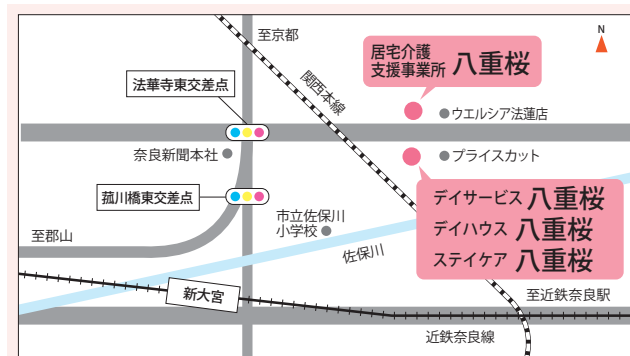 至京都
N
居宅介護
支援事業所 八重桜
関西本線
法華寺東交差点
ウエルシア法蓮店
奈良新聞本社
プライスカット
菰川橋東交差点
デイサービス 八重桜
市立佐保川
小学校
デイハウス 八重桜
至郡山
佐保川
ステイケア 八重桜
新大宮
至近鉄奈良駅
近鉄奈良線